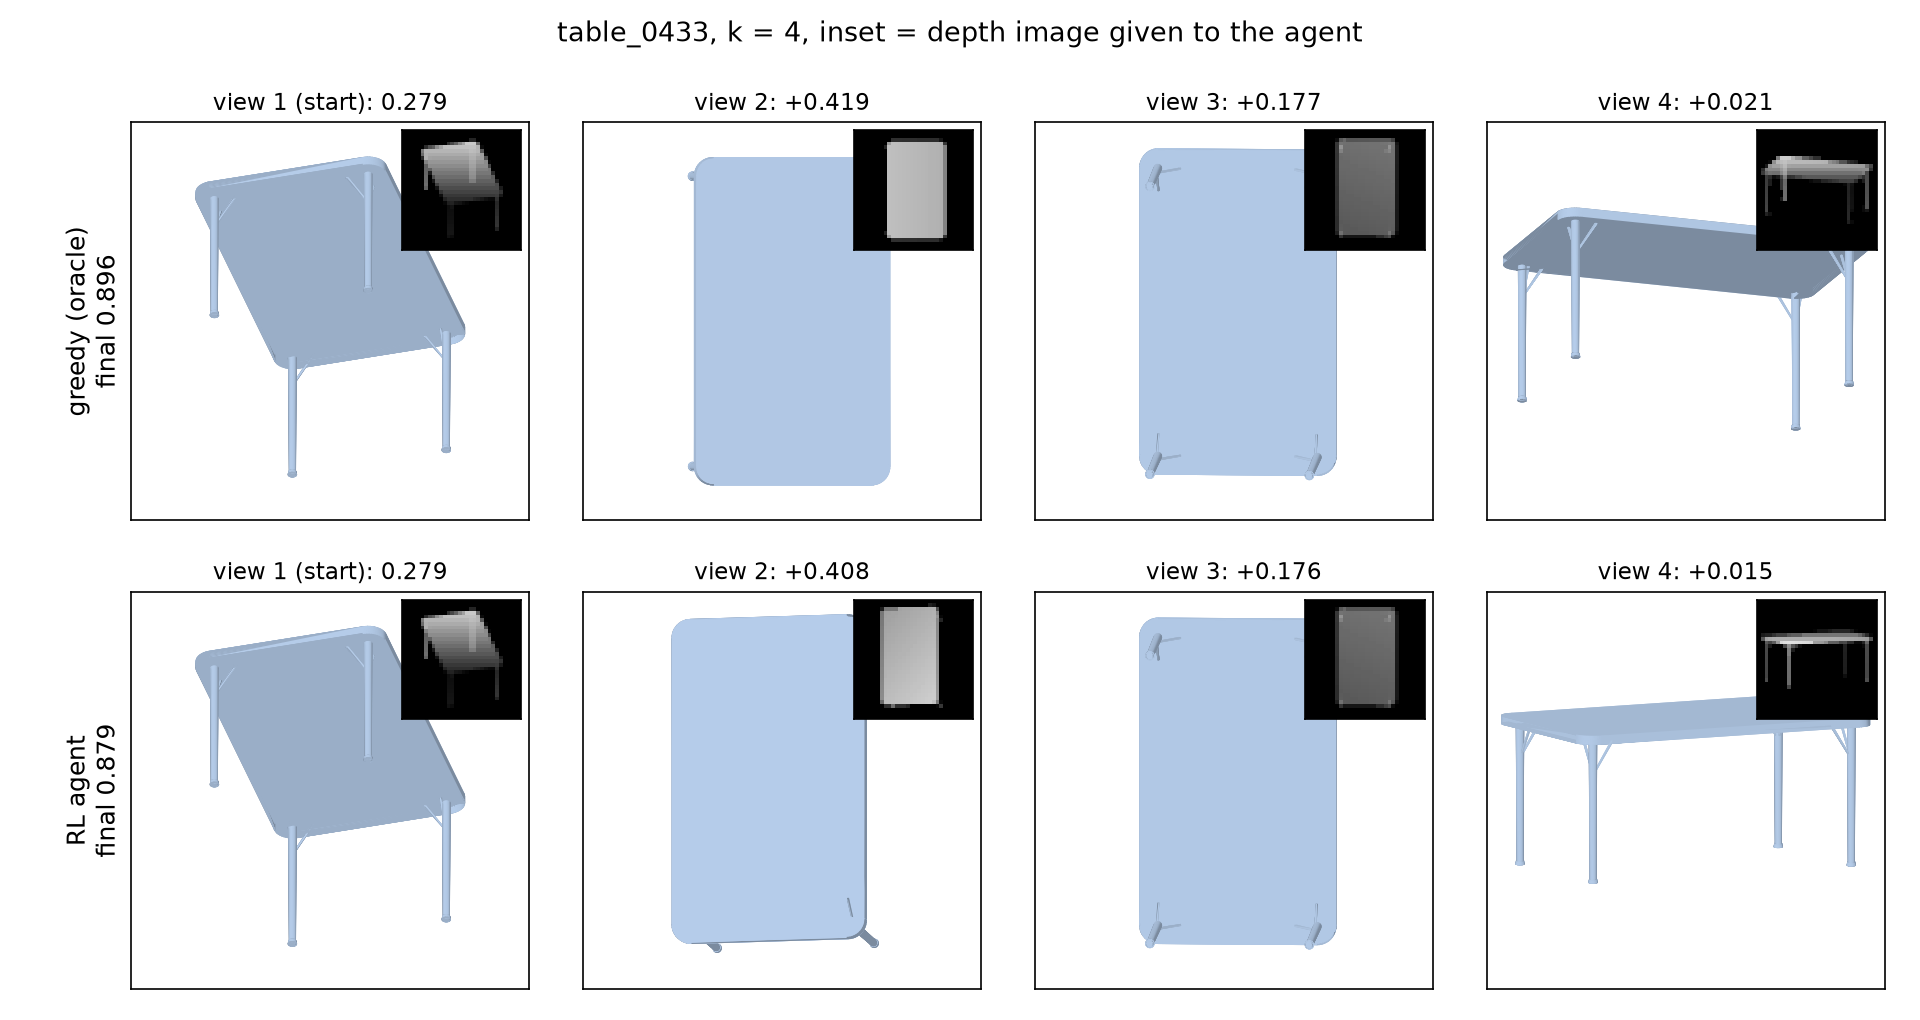 table_0433, k = 4, inset = depth image given to the agent
view 1 (start): 0.279
view 2: +0.419
view 3: +0.177
view 4: +0.021
greedy (oracle)
final 0.896
view 1 (start): 0.279
view 2: +0.408
view 3: +0.176
view 4: +0.015
RL agent
final 0.879